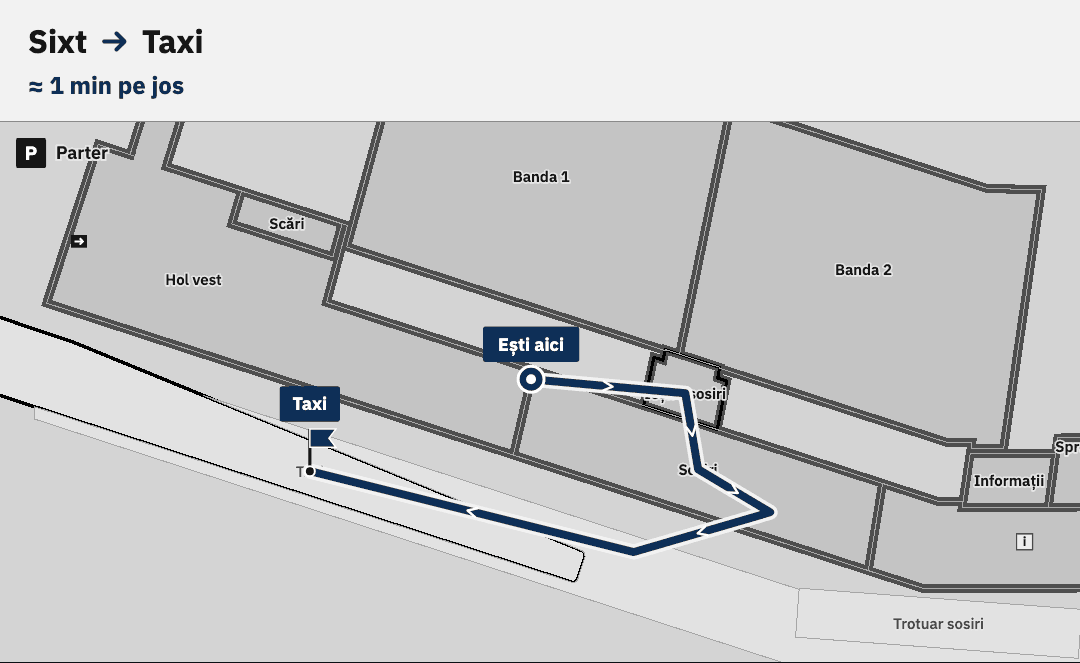 Sixt → Taxi
≈ 1 min pe jos
P Parter
Banda 1
Scări
Banda 2
Hol vest
Ești aici
sosiri
Taxi
Informații
i
Trotuar sosiri